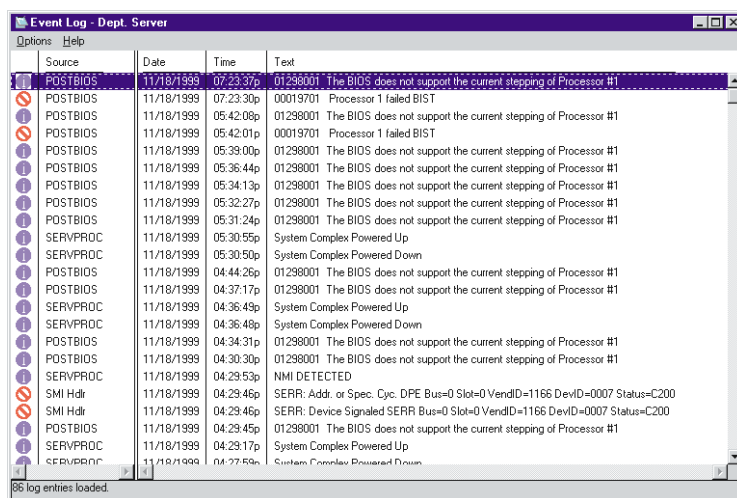 Event Log - Dept. Server
Options Help
Source Date Time Text
POSTBIOS 11/18/1999 07:23:37p 01298001 The BIOS does not support the current stepping of Processor #1
POSTBIOS 11/18/1999 07:23:30p 00019701 Processor 1 failed BIST
POSTBIOS 11/18/1999 05:42:08p 01298001 The BIOS does not support the current stepping of Processor #1
POSTBIOS 11/18/1999 05:42:01p 00019701 Processor 1 failed BIST
POSTBIOS 11/18/1999 05:39:00p 01298001 The BIOS does not support the current stepping of Processor #1
POSTBIOS 11/18/1999 05:36:44p 01298001 The BIOS does not support the current stepping of Processor #1
POSTBIOS 11/18/1999 05:34:13p 01298001 The BIOS does not support the current stepping of Processor #1
POSTBIOS 11/18/1999 05:32:27p 01298001 The BIOS does not support the current stepping of Processor #1
POSTBIOS 11/18/1999 05:31:24p 01298001 The BIOS does not support the current stepping of Processor #1
SERVPROC 11/18/1999 05:30:55p System Complex Powered Up
SERVPROC 11/18/1999 05:30:50p System Complex Powered Down
POSTBIOS 11/18/1999 04:44:26p 01298001 The BIOS does not support the current stepping of Processor #1
POSTBIOS 11/18/1999 04:37:17p 01298001 The BIOS does not support the current stepping of Processor #1
SERVPROC 11/18/1999 04:36:49p System Complex Powered Up
SERVPROC 11/18/1999 04:36:48p System Complex Powered Down
POSTBIOS 11/18/1999 04:34:31p 01298001 The BIOS does not support the current stepping of Processor #1
POSTBIOS 11/18/1999 04:30:30p 01298001 The BIOS does not support the current stepping of Processor #1
SERVPROC 11/18/1999 04:29:53p NMI DETECTED
SMI Hdlr 11/18/1999 04:29:46p SERR: Addr. or Spec. Cyc. DPE Bus=0 Slot=0 VendID=1166 DevID=0007 Status=C200
SMI Hdlr 11/18/1999 04:29:46p SERR: Device Signaled SERR Bus=0 Slot=0 VendID=1166 DevID=0007 Status=C200
POSTBIOS 11/18/1999 04:29:45p 01298001 The BIOS does not support the current stepping of Processor #1
SERVPROC 11/18/1999 04:29:17p System Complex Powered Up
SERVPROC 11/18/1999 04:27:59p System Complex Powered Down
86 log entries loaded.